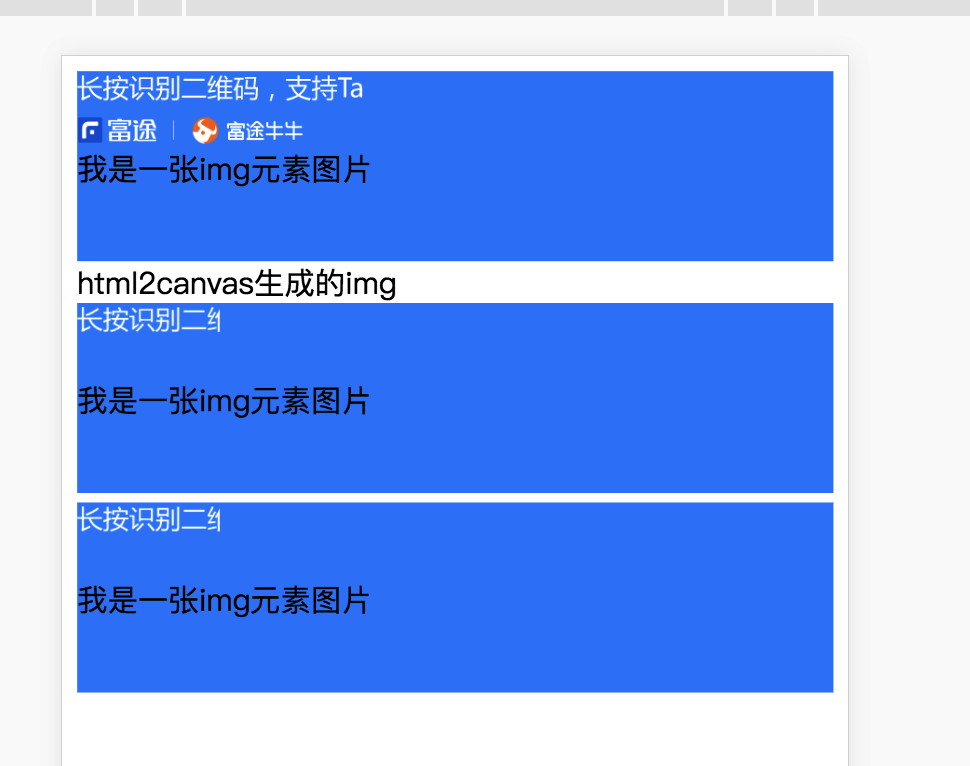 长按识别二维码，支持Ta
富途 | 富途牛牛
我是一张img元素图片
html2canvas生成的img
长按识别二
我是一张img元素图片
长按识别二
我是一张img元素图片